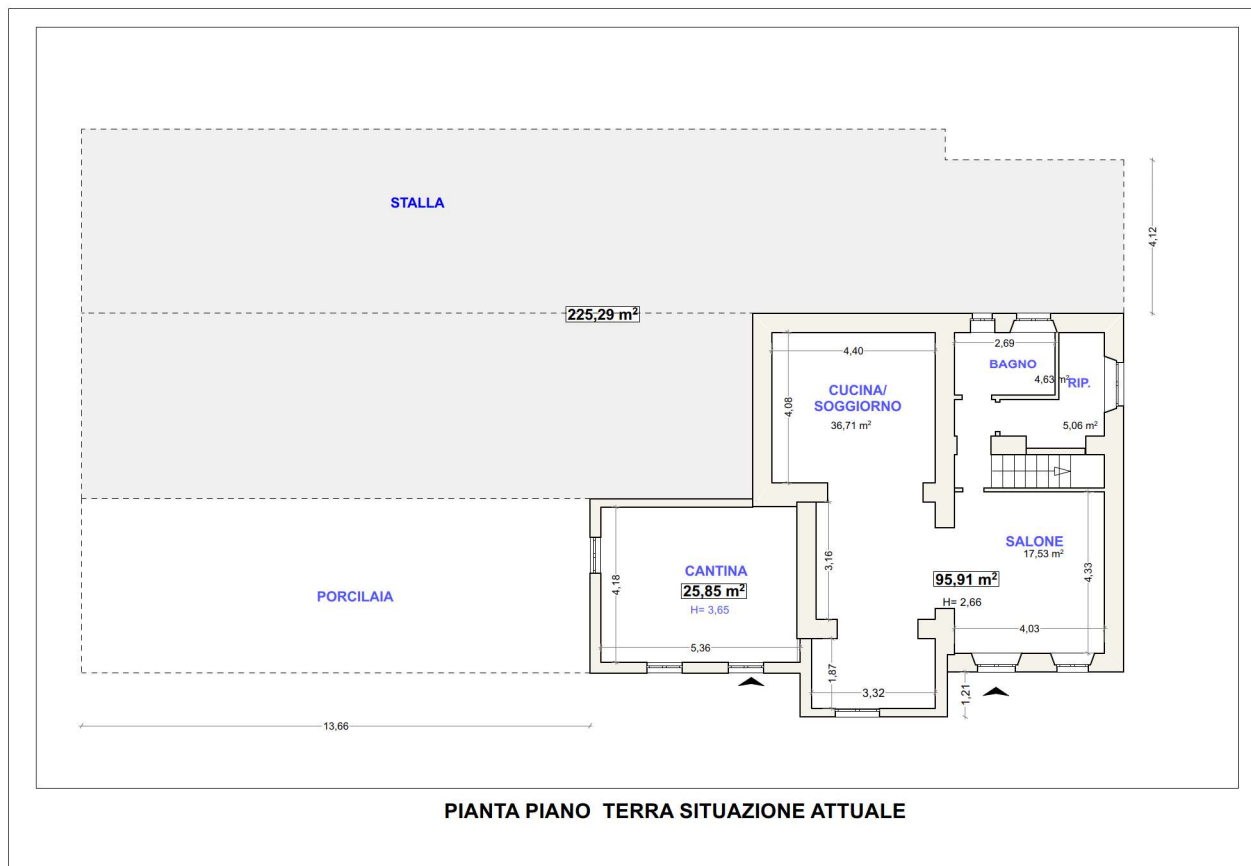 STALLA
4,12
225,29 m²
4,40
2,69
BAGNO
4,63 m²
RIP.
CUCINA/
SOGGIORNO
4,08
36,71 m²
5,06 m²
SALONE
17,53 m²
3,16
4,33
CANTINA
95,91 m²
25,85 m²
4,18
PORCILAIA
H= 3,65
H= 2,66
4,03
5,36
1,87
3,32
1,21
13,66
PIANTA PIANO TERRA SITUAZIONE ATTUALE